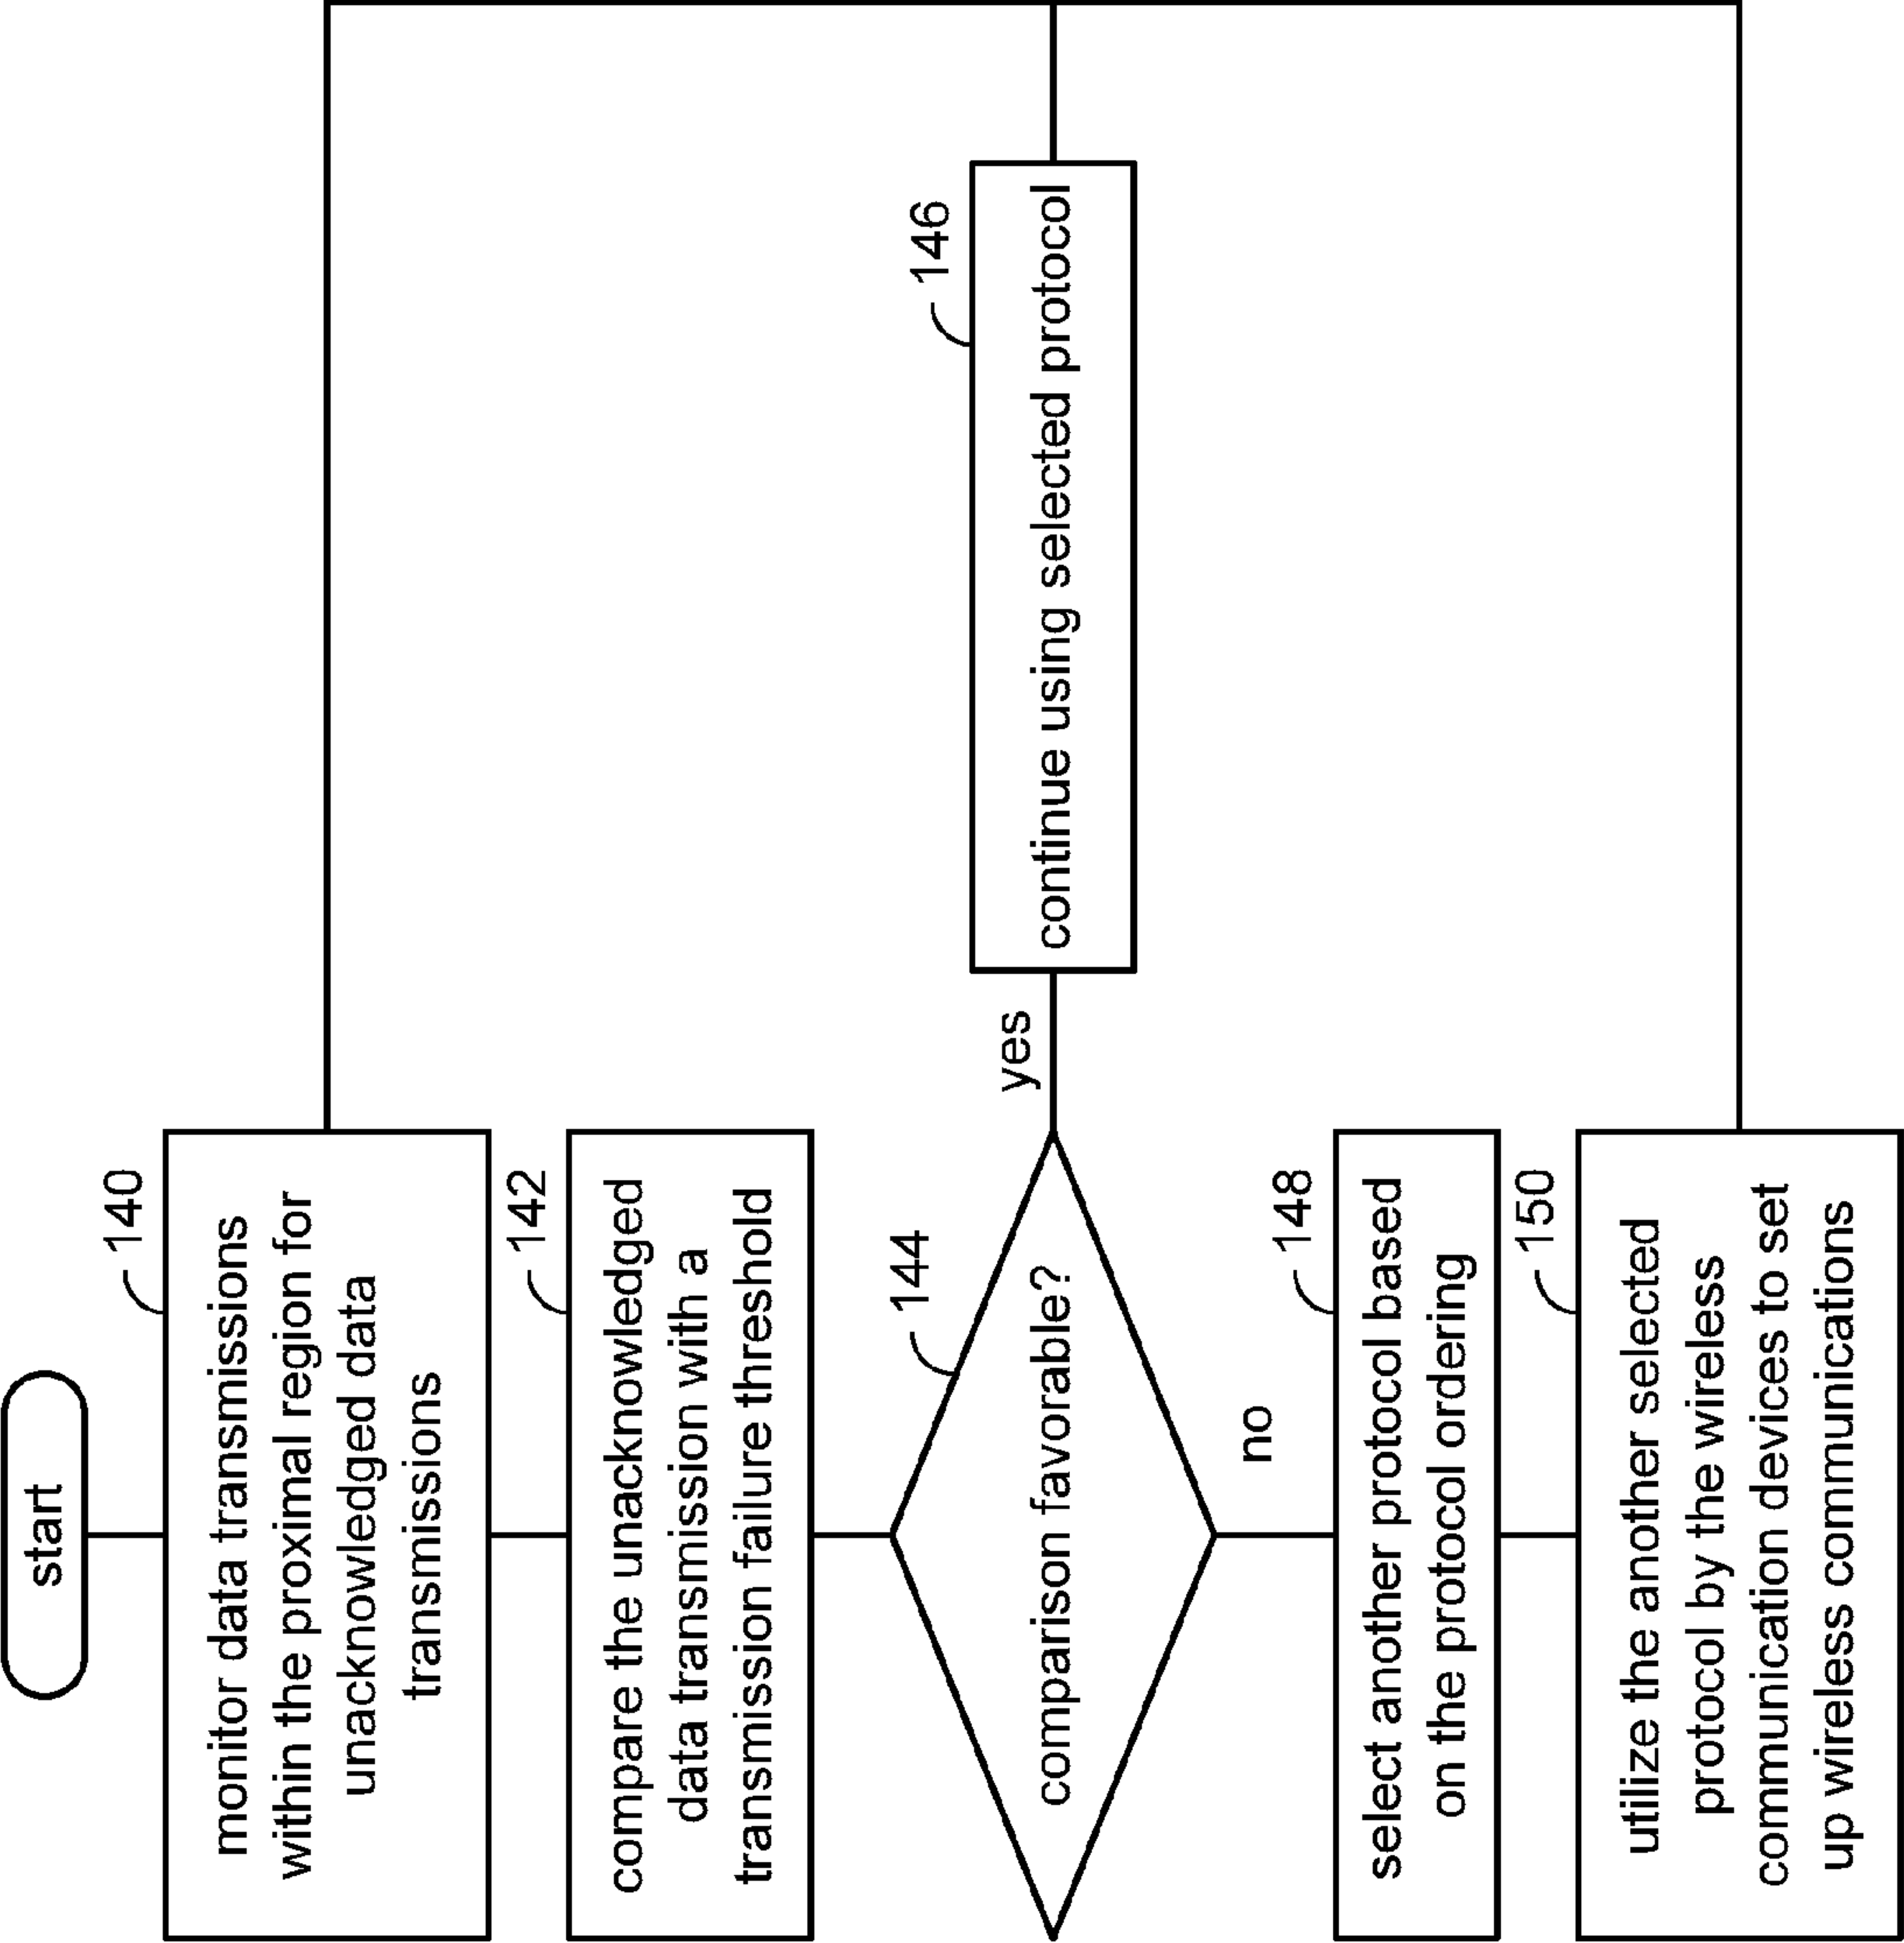 start
140
monitor data transmissions
within the proximal region for
unacknowledged data
transmissions
142
compare the unacknowledged
data transmission with a
transmission failure threshold
144
comparison favorable?
yes
146
continue using selected protocol
no
148
select another protocol based
on the protocol ordering
150
utilize the another selected
protocol by the wireless
communication devices to set
up wireless communications